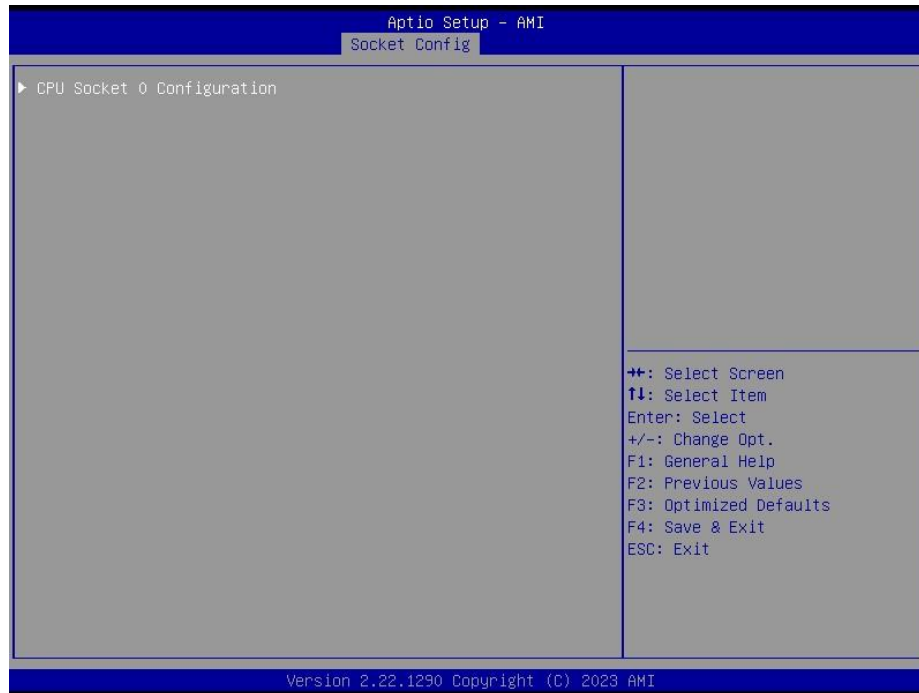 Aptio Setup - AMI
Socket Config
▶ CPU Socket 0 Configuration
→←: Select Screen
↑↓: Select Item
Enter: Select
+/-: Change Opt.
F1: General Help
F2: Previous Values
F3: Optimized Defaults
F4: Save & Exit
ESC: Exit
Version 2.22.1290 Copyright (C) 2023 AMI